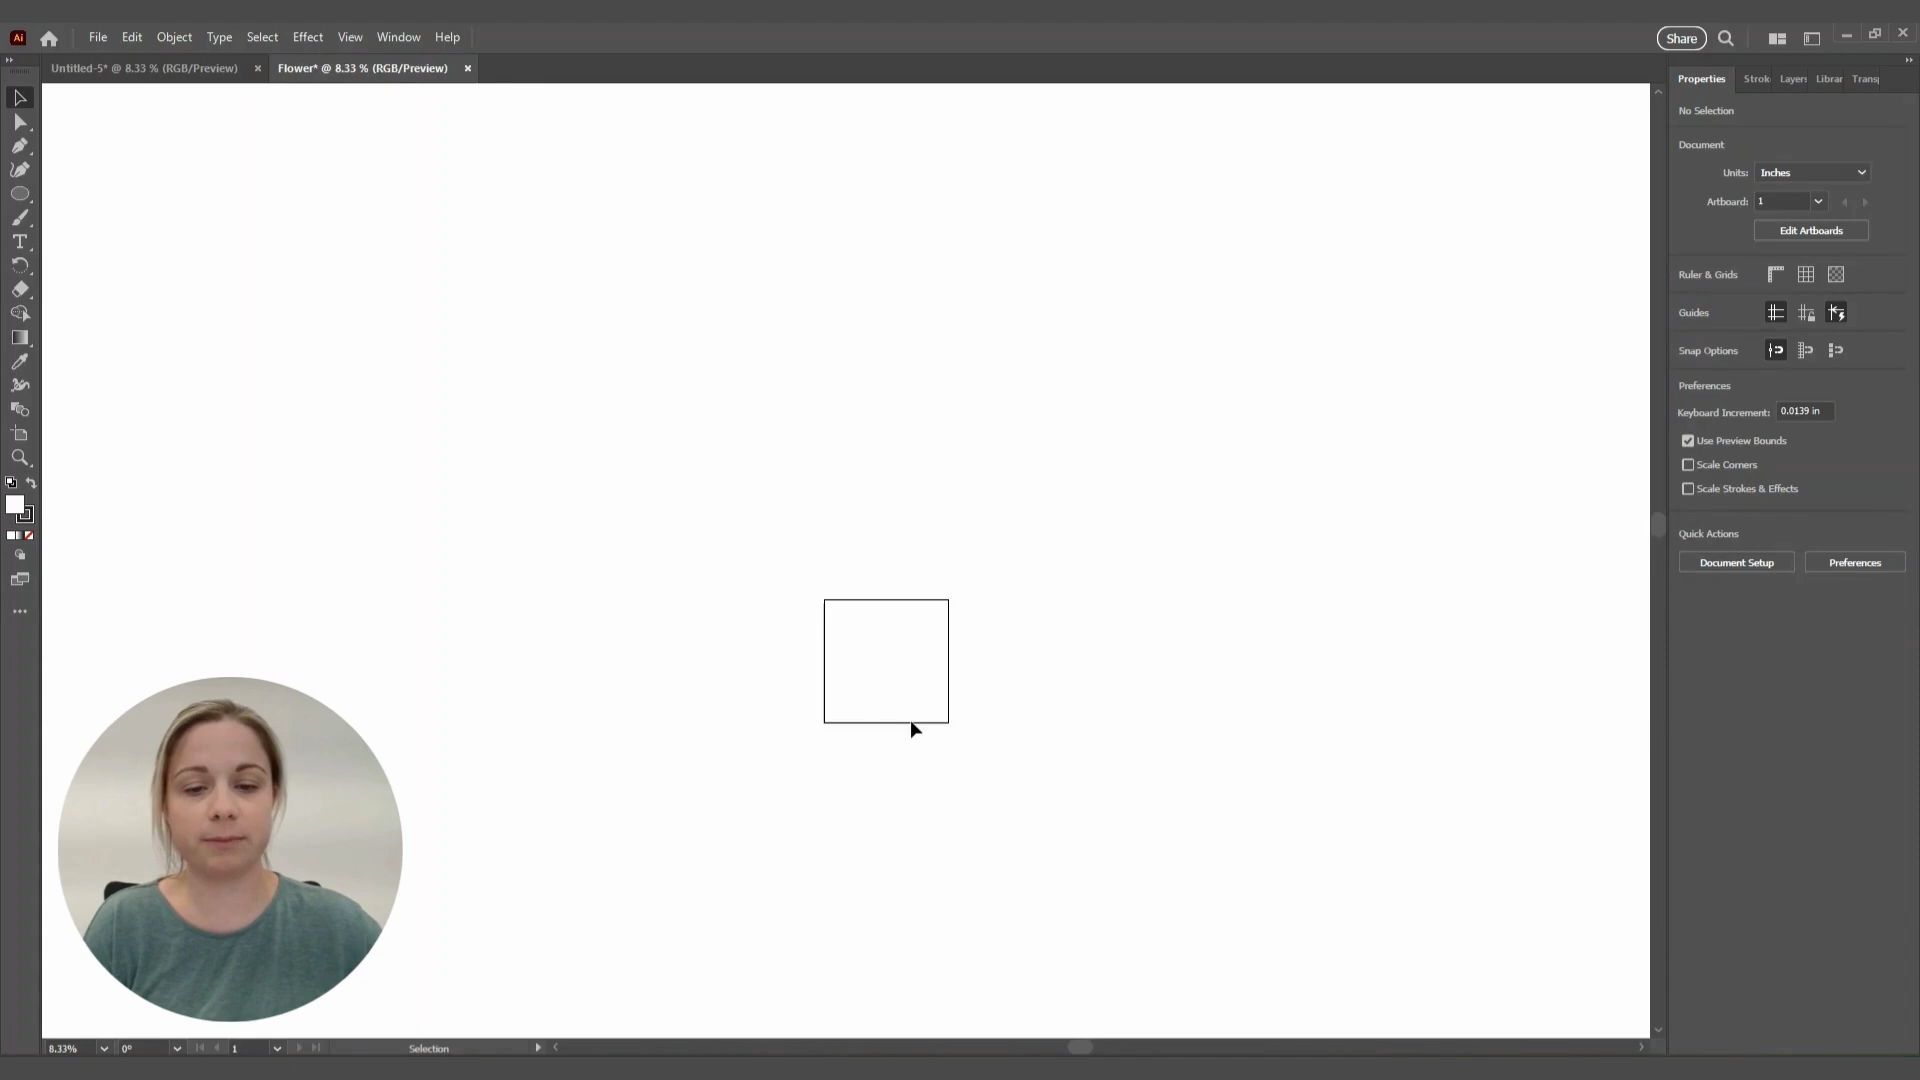 Ai File Edit Object Type Select Effect View Window Help Share
Untitled-5* @ 8.33 % (RGB/Preview) × Flower* @ 8.33 % (RGB/Preview) ×
Properties Strok Layers Librar Trans
No Selection
Document
Units: Inches
Artboard: 1
Edit Artboards
Ruler & Grids
Guides
Snap Options
Preferences
Keyboard Increment: 0.0139 in
Use Preview Bounds
Scale Corners
Scale Strokes & Effects
Quick Actions
Document Setup Preferences
8.33% 0° 1 Selection